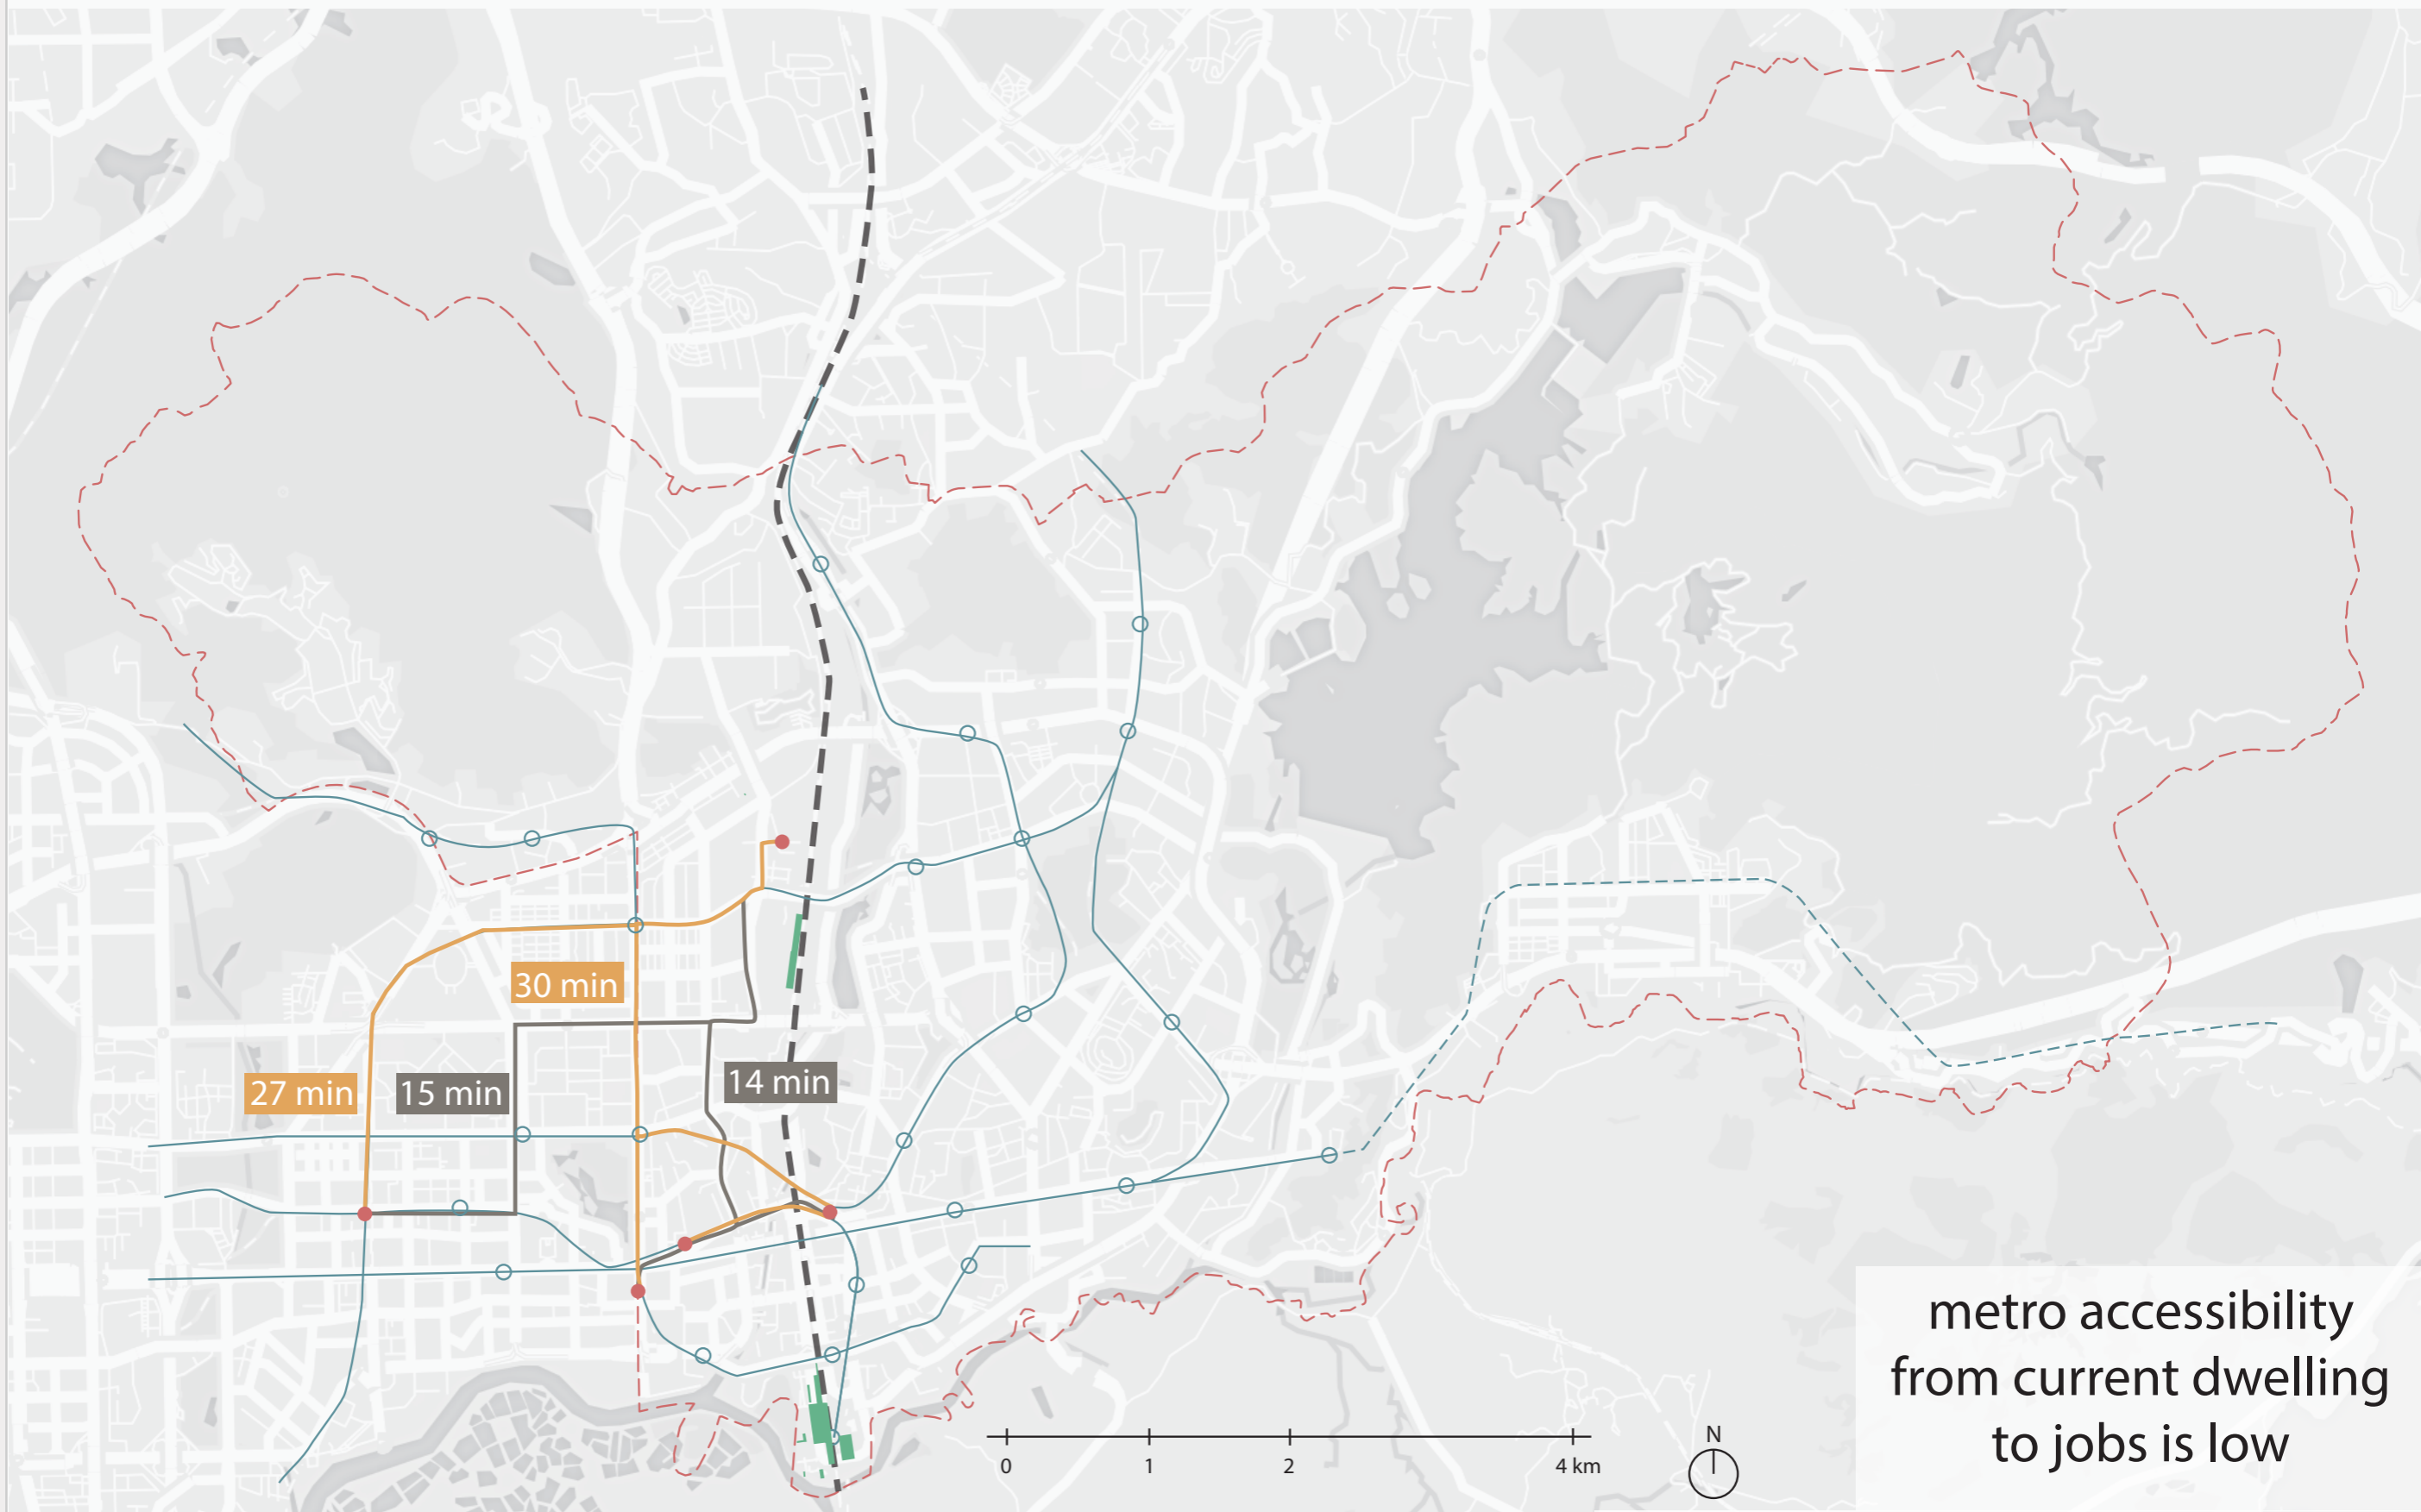 30 min
27 min
15 min
14 min
0 1 2 4 km
N
metro accessibility
from current dwelling
to jobs is low